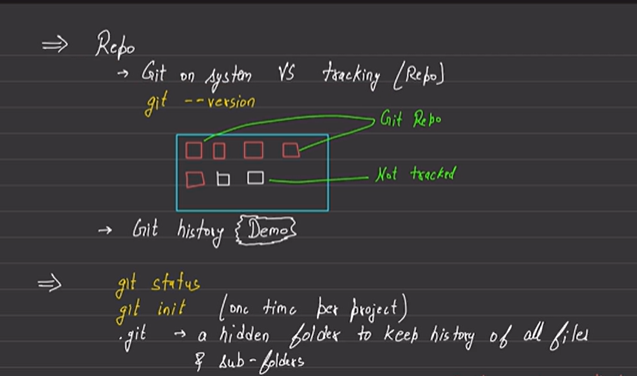 ⇒ Repo
→ Git on system VS tracking [Repo]
git --version
Git Repo
Not tracked
→ Git history {Demo}
⇒ git status
git init (one time per project)
.git → a hidden folder to keep history of all files
& sub-folders